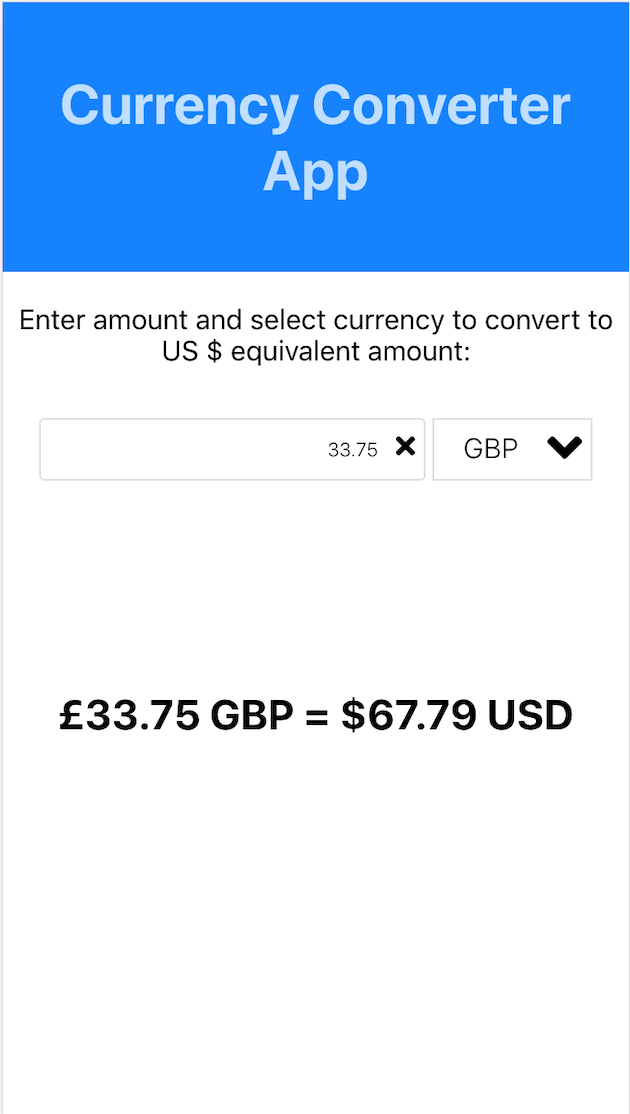 Currency Converter
App
Enter amount and select currency to convert to
US $ equivalent amount:
33.75 GBP
£33.75 GBP = $67.79 USD